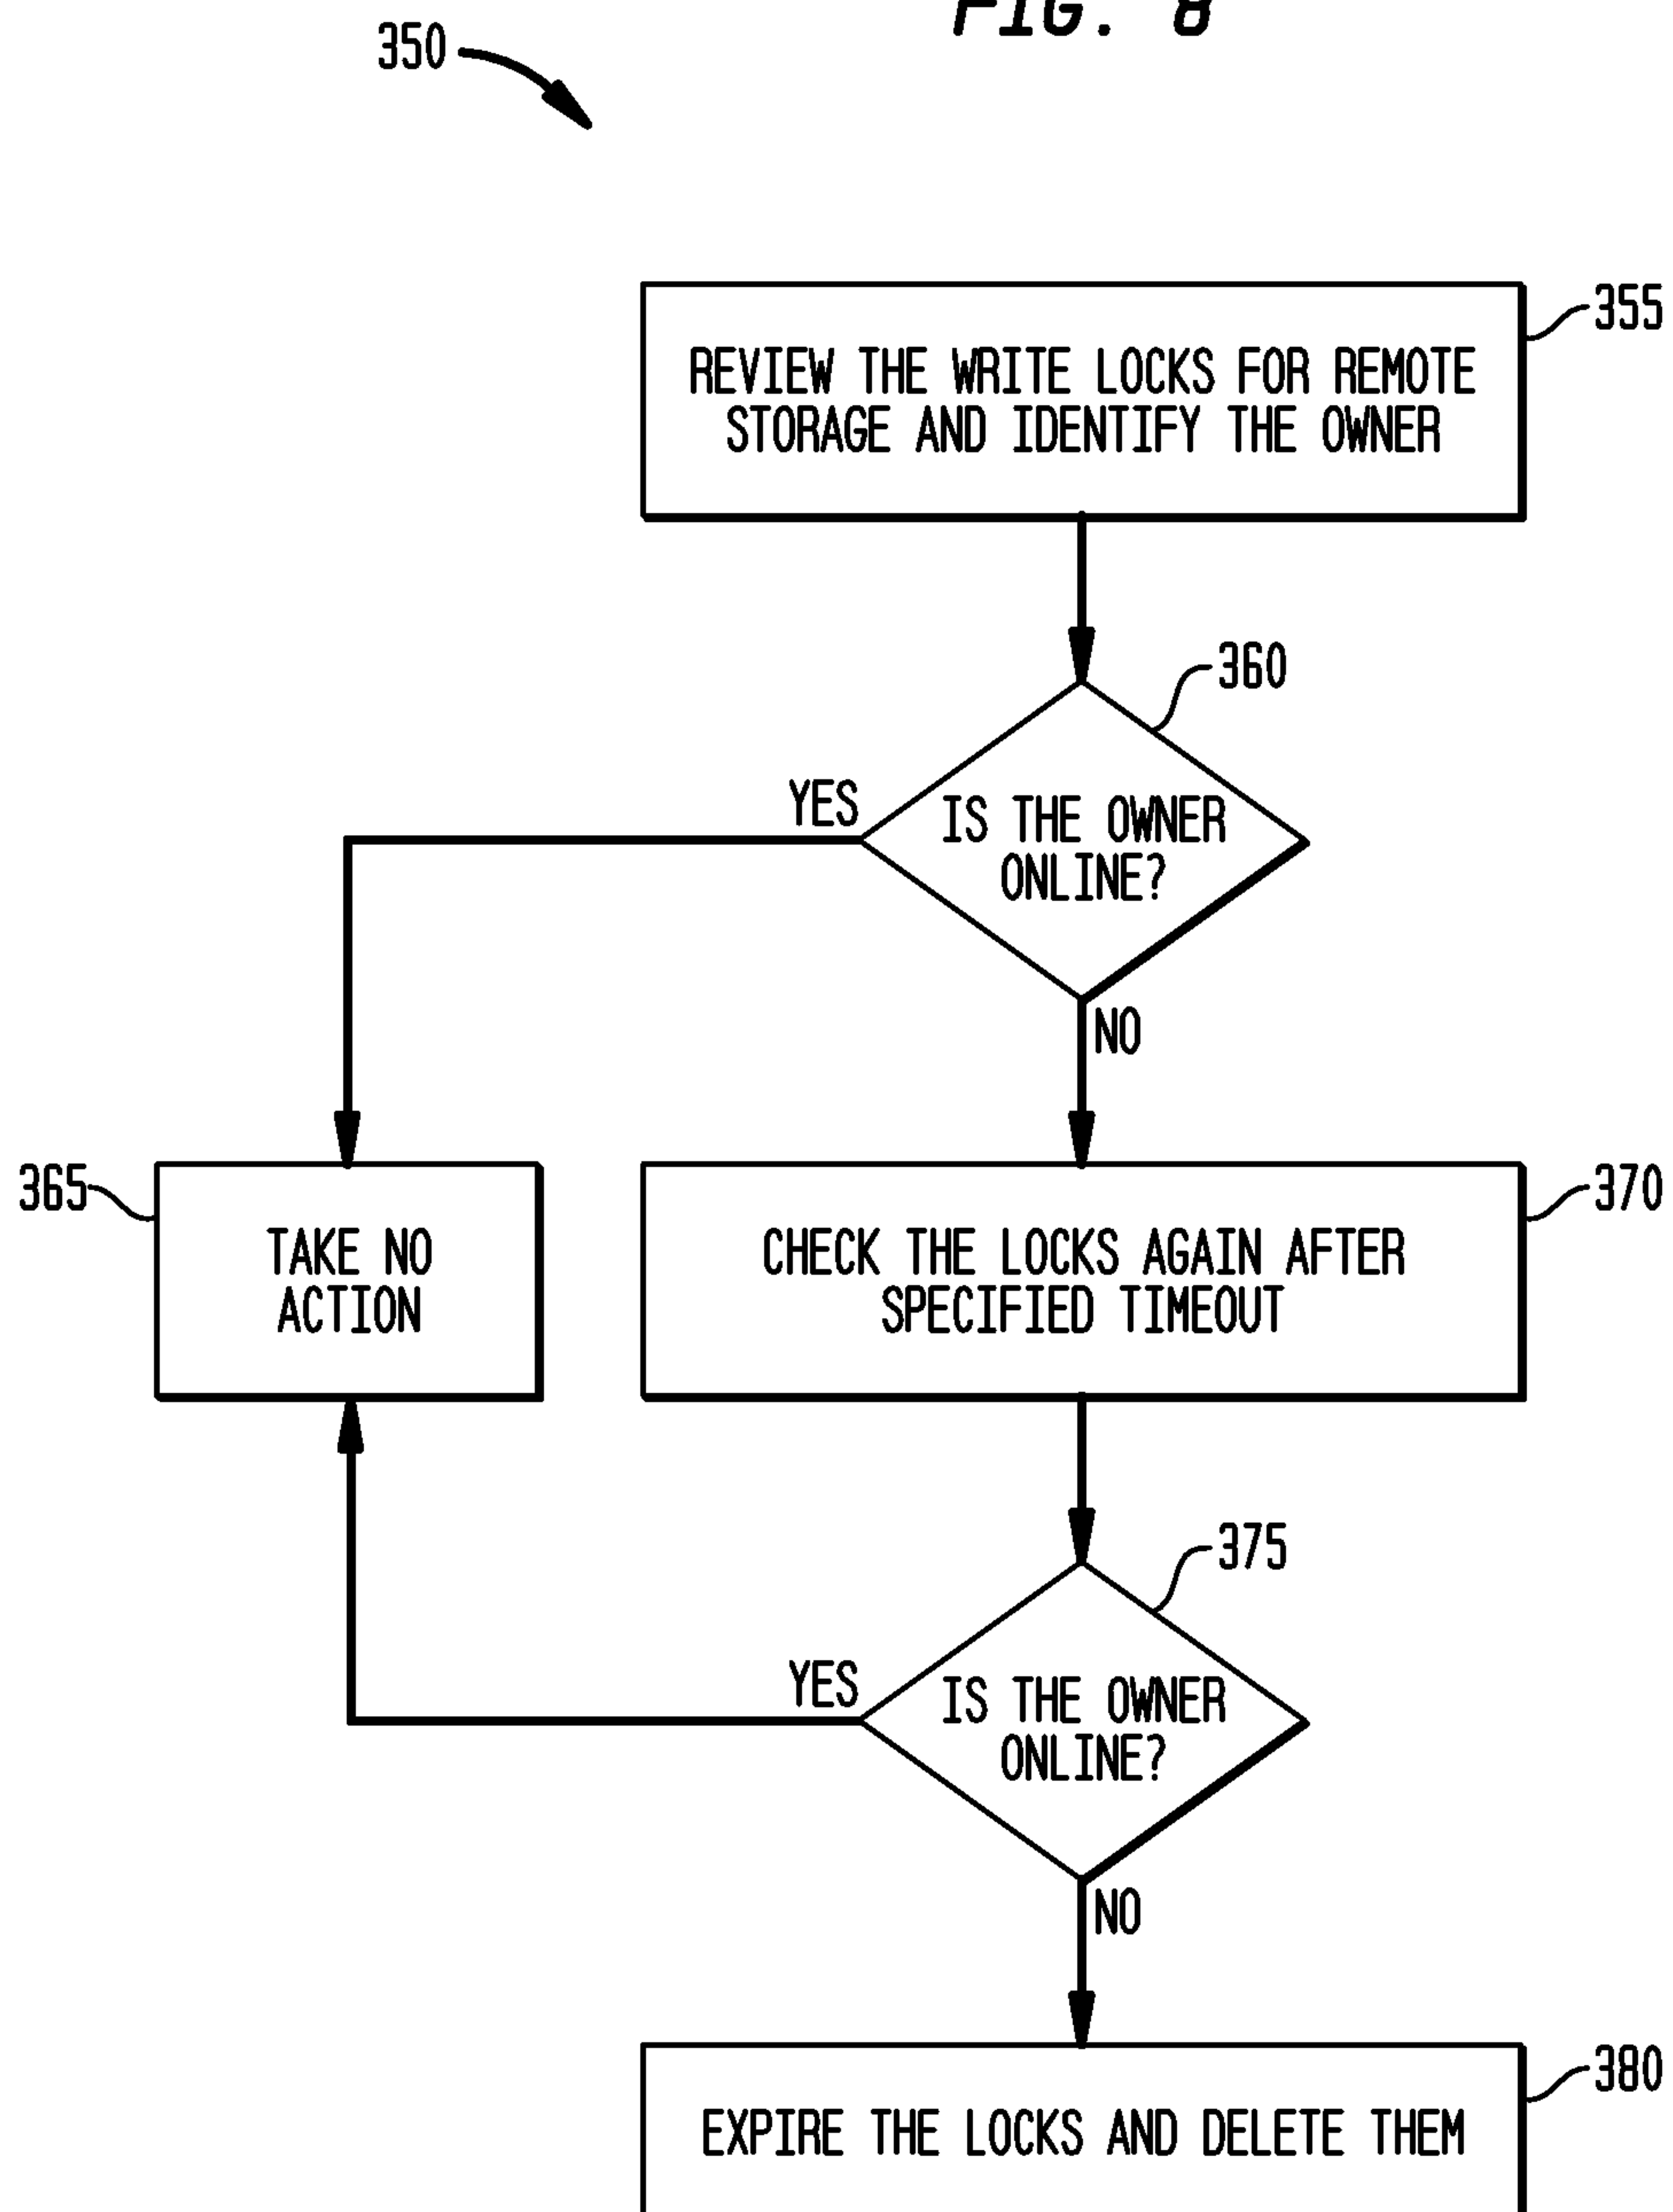 FIG. 8
350
355
REVIEW THE WRITE LOCKS FOR REMOTE
STORAGE AND IDENTIFY THE OWNER
360
YES
IS THE OWNER
ONLINE?
NO
365
TAKE NO
ACTION
370
CHECK THE LOCKS AGAIN AFTER
SPECIFIED TIMEOUT
375
YES
IS THE OWNER
ONLINE?
NO
380
EXPIRE THE LOCKS AND DELETE THEM